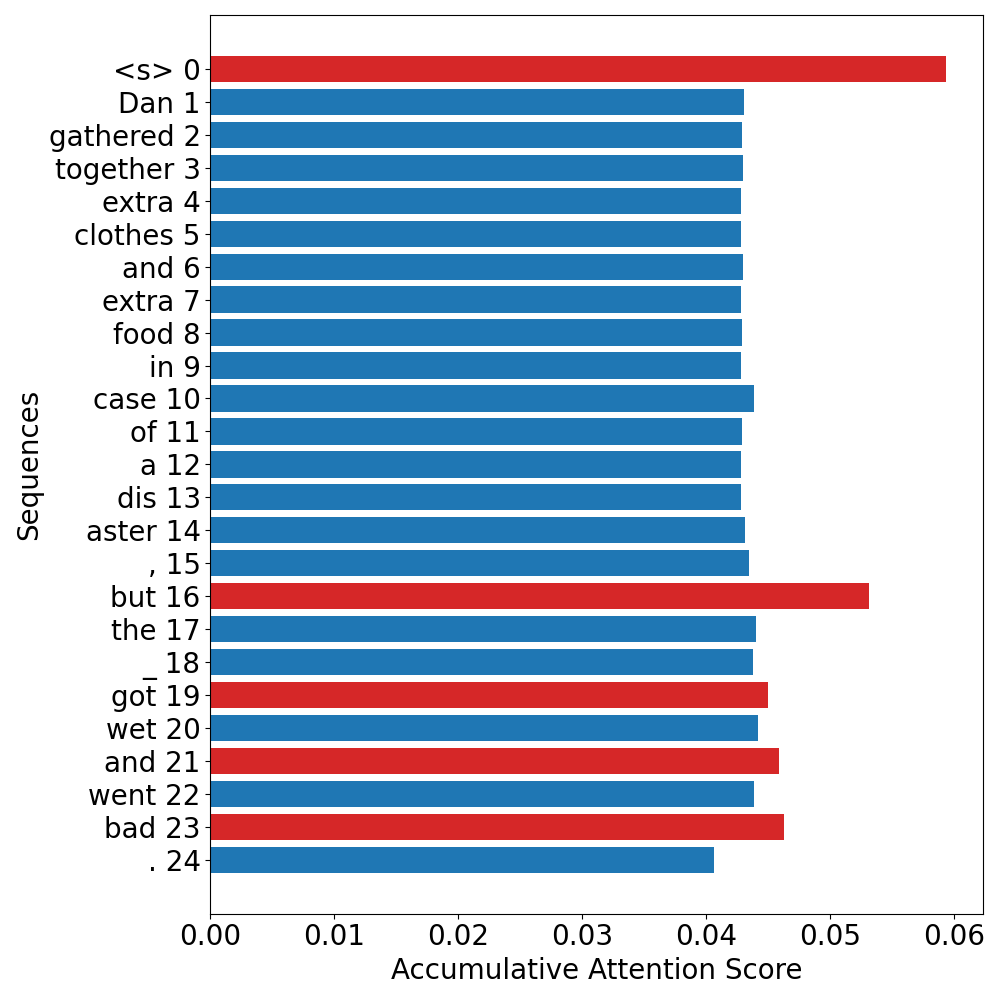 <s> 0
Dan 1
gathered 2
together 3
extra 4
clothes 5
and 6
extra 7
food 8
in 9
case 10
of 11
a 12
dis 13
aster 14
, 15
but 16
the 17
_ 18
got 19
wet 20
and 21
went 22
bad 23
. 24
Sequences
0.00 0.01 0.02 0.03 0.04 0.05 0.06
Accumulative Attention Score